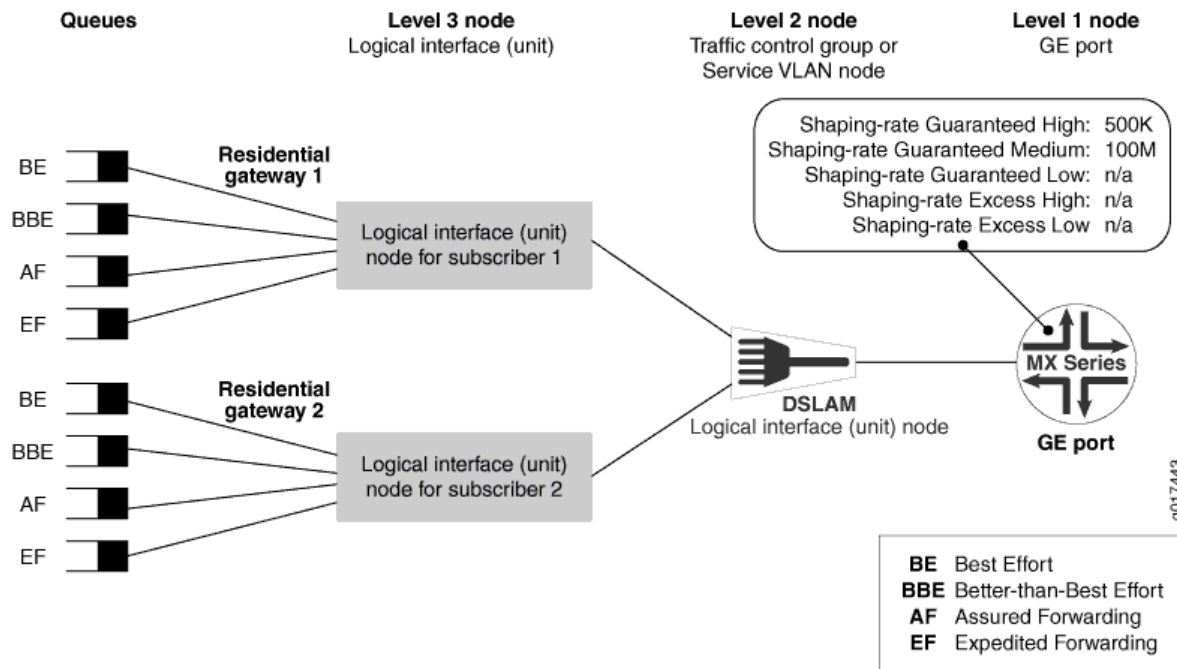 Queues
Level 3 node
Logical interface (unit)
Level 2 node
Traffic control group or
Service VLAN node
Level 1 node
GE port
Shaping-rate Guaranteed High: 500K
Shaping-rate Guaranteed Medium: 100M
Shaping-rate Guaranteed Low: n/a
Shaping-rate Excess High: n/a
Shaping-rate Excess Low n/a
BE
BBE
AF
EF
Residential
gateway 1
Logical interface (unit)
node for subscriber 1
BE
BBE
AF
EF
Residential
gateway 2
Logical interface (unit)
node for subscriber 2
DSLAM
Logical interface (unit) node
MX Series
GE port
g017443
BE Best Effort
BBE Better-than-Best Effort
AF Assured Forwarding
EF Expedited Forwarding